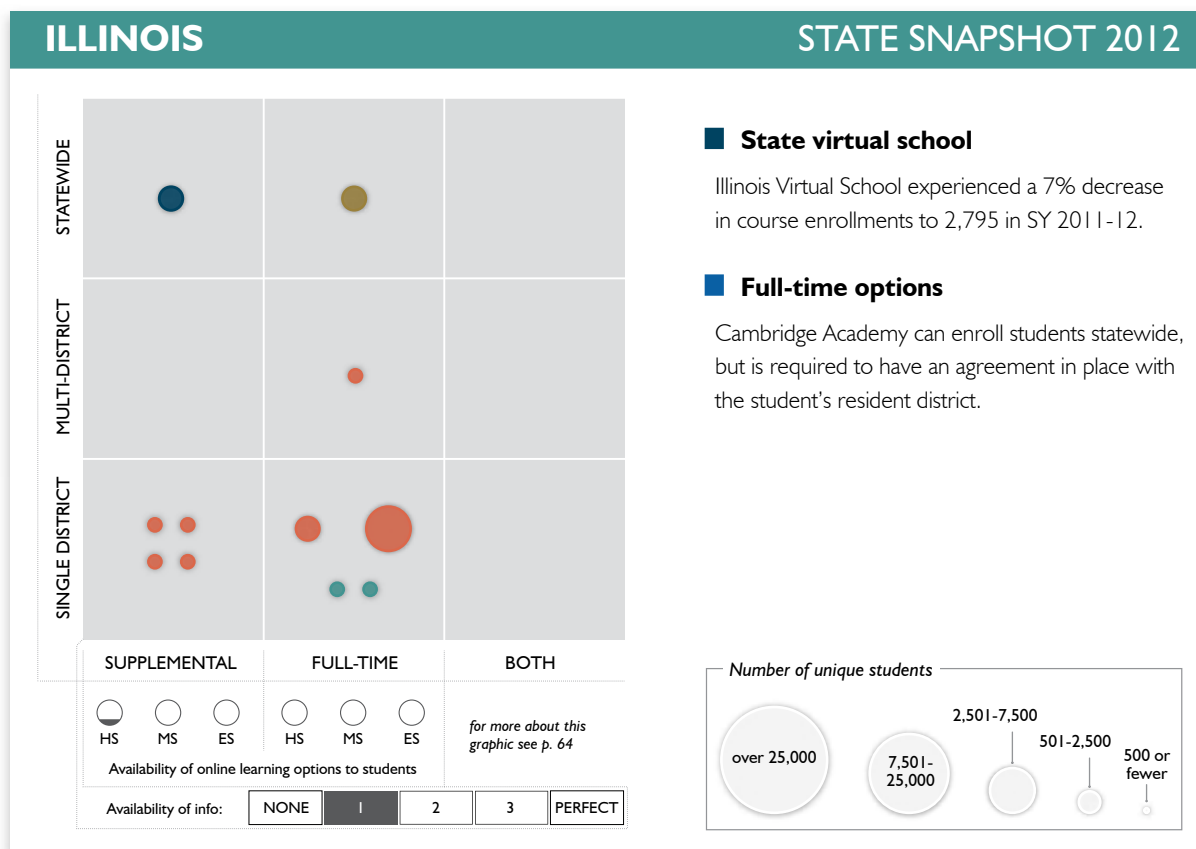 ILLINOIS
STATE SNAPSHOT 2012
STATEWIDE
MULTI-DISTRICT
SINGLE DISTRICT
SUPPLEMENTAL
FULL-TIME
BOTH
HS
MS
ES
HS
MS
ES
for more about this
graphic see p. 64
Availability of online learning options to students
Availability of info:
NONE
1
2
3
PERFECT
State virtual school
Illinois Virtual School experienced a 7% decrease
in course enrollments to 2,795 in SY 2011-12.
Full-time options
Cambridge Academy can enroll students statewide,
but is required to have an agreement in place with
the student's resident district.
Number of unique students
over 25,000
7,501-
25,000
2,501-7,500
501-2,500
500 or
fewer